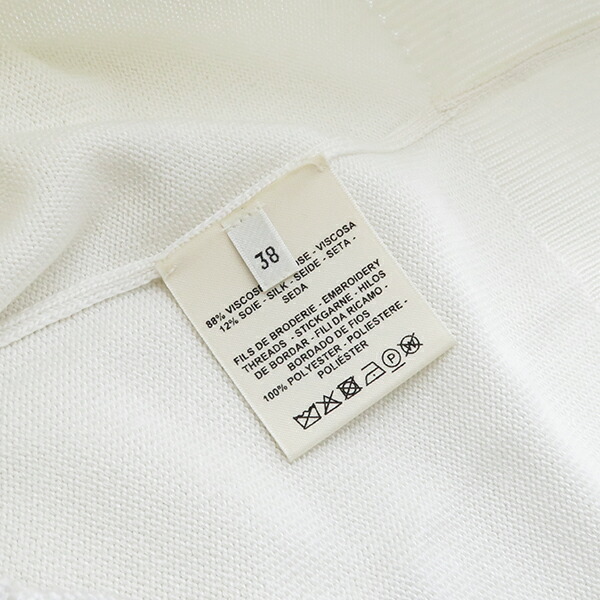 38
88% VISCOSE - VISCOSA
12% SOIE - SILK - SEIDE - SETA -
SEDA
FILS DE BRODERIE - EMBROIDERY
THREADS - STICKGARNE - HILOS
DE BORDAR - FILI DA RICAMO -
BORDADO DE FIOS
100% POLYESTER - POLIESTERE -
POLIÉSTER